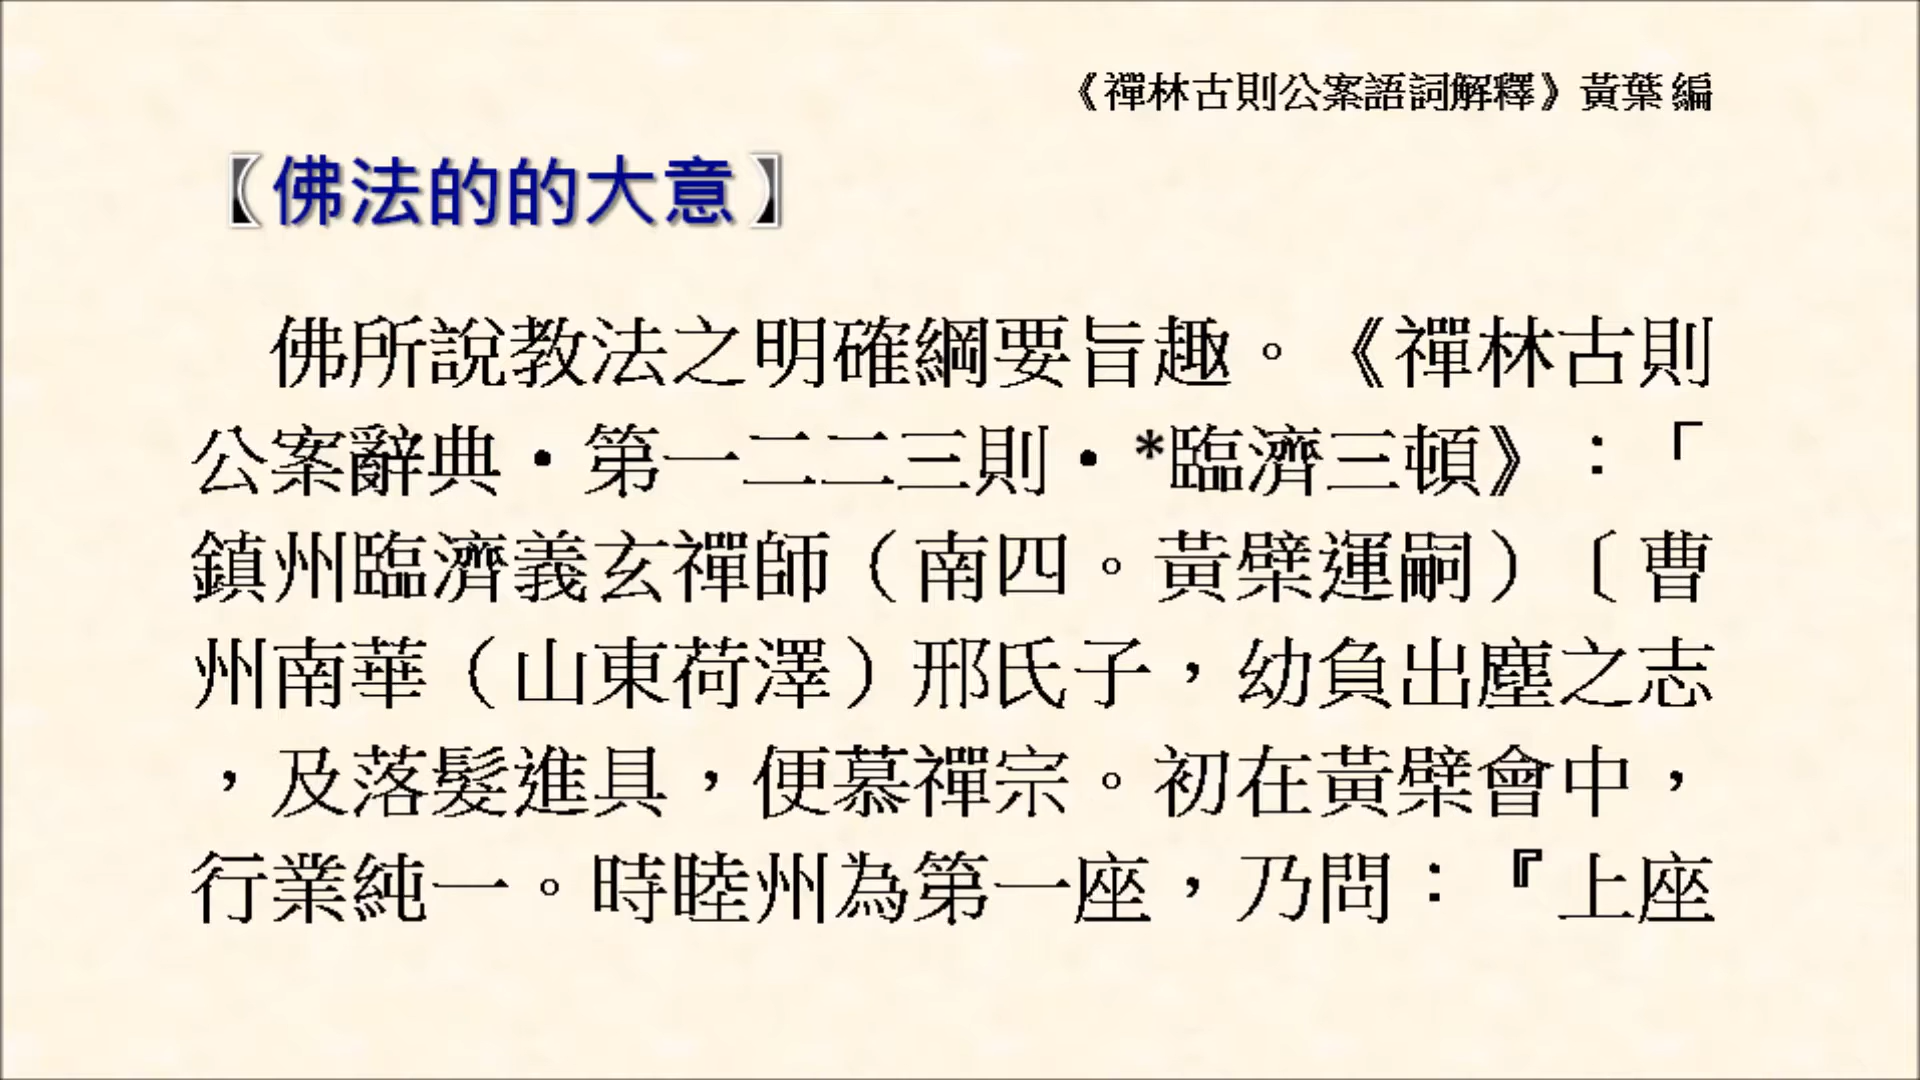 《禪林古則公案語詞解釋》黃葉 編
【佛法的的大意】
佛所說教法之明確綱要旨趣。《禪林古則
公案辭典・第一二二三則・*臨濟三頓》：「
鎮州臨濟義玄禪師（南四。黃檗運嗣）〔曹
州南華（山東荷澤）邢氏子，幼負出塵之志
，及落髮進具，便慕禪宗。初在黃檗會中，
行業純一。時睦州為第一座，乃問：『上座